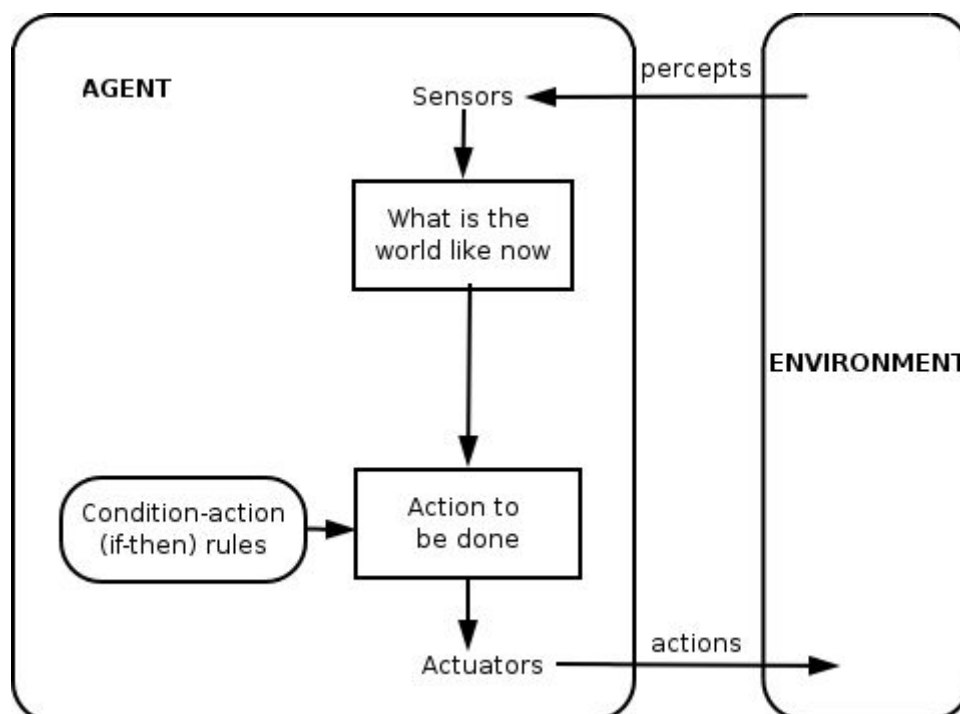 AGENT
percepts
Sensors
What is the
world like now
ENVIRONMENT
Condition-action
(if-then) rules
Action to
be done
actions
Actuators